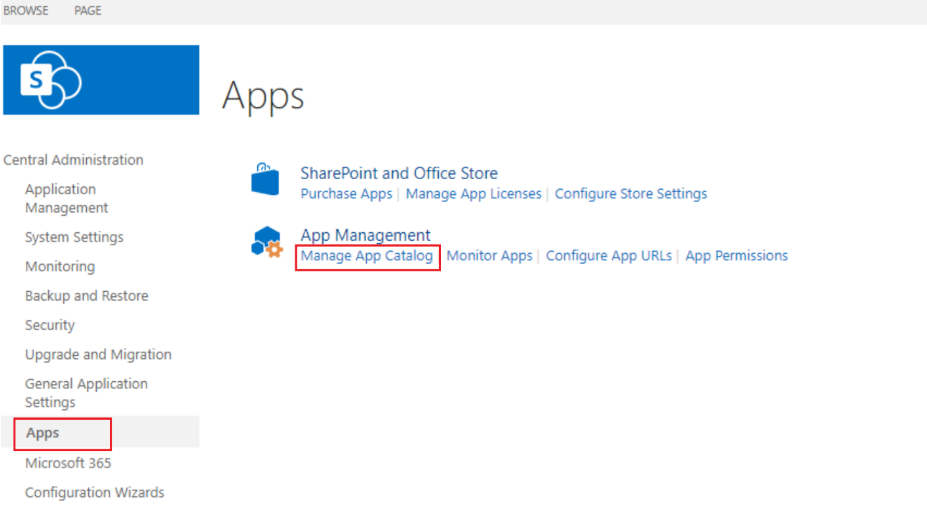 BROWSE PAGE
S
Apps
Central Administration
Application
Management
System Settings
Monitoring
Backup and Restore
Security
Upgrade and Migration
General Application
Settings
Apps
Microsoft 365
Configuration Wizards
SharePoint and Office Store
Purchase Apps | Manage App Licenses | Configure Store Settings
App Management
Manage App Catalog | Monitor Apps | Configure App URLs | App Permissions